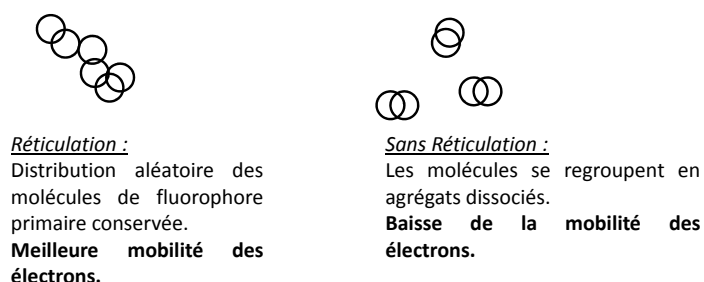 Réticulation :
Distribution aléatoire des
molécules de fluorophore
primaire conservée.
Meilleure mobilité des
électrons.
Sans Réticulation :
Les molécules se regroupent en
agrégats dissociés.
Baisse de la mobilité des
électrons.